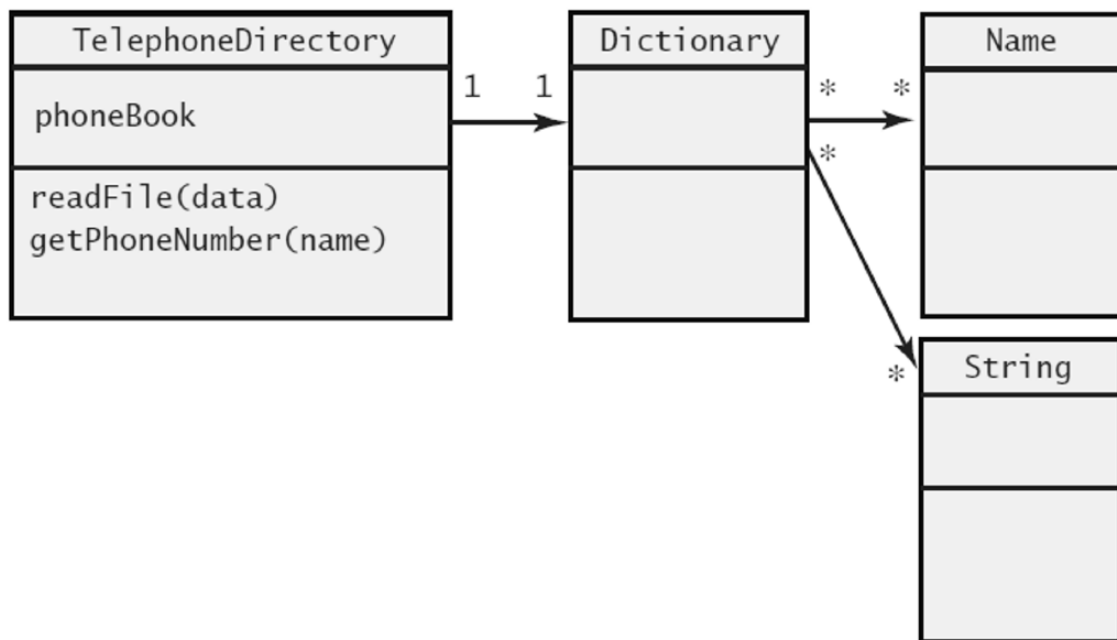 TelephoneDirectory
phoneBook
readFile(data)
getPhoneNumber(name)
1 1
Dictionary
* *
*
*
Name
String